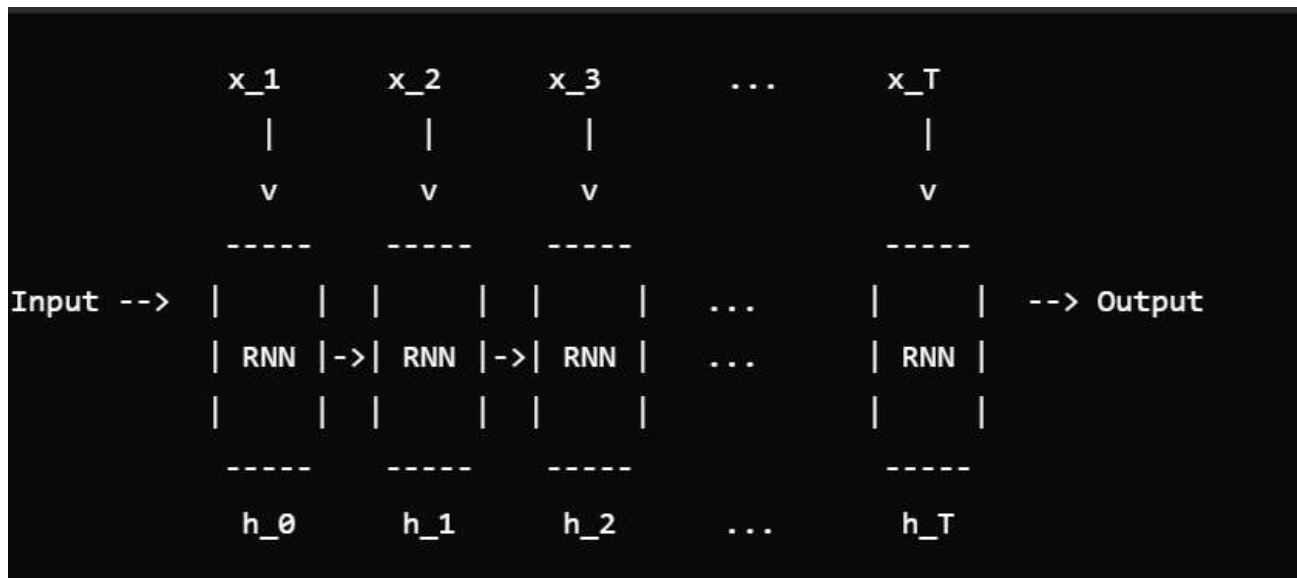 x_1 x_2 x_3 ... x_T
| | | |
v v v v
----- ----- ----- -----
Input --> | | | | | | ... | | --> Output
| RNN |->| RNN |->| RNN | ... | RNN |
| | | | | | | |
----- ----- ----- -----
h_0 h_1 h_2 ... h_T